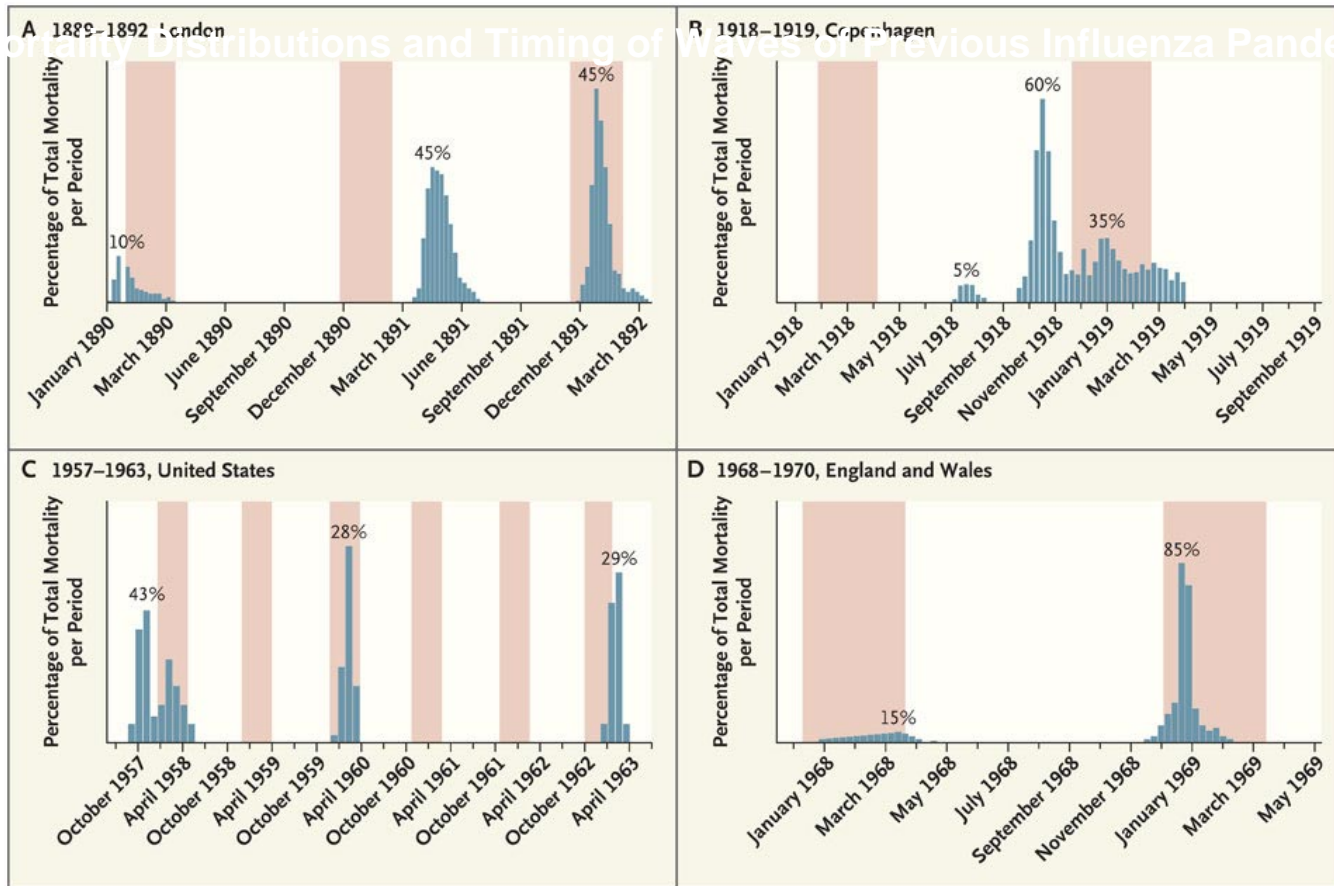 ortality Distributions and Timing of Waves of Previous Influenza Pande
A 1889–1892, London
Percentage of Total Mortality
per Period
10%
45%
45%
January 1890
March 1890
June 1890
September 1890
December 1890
March 1891
June 1891
September 1891
December 1891
March 1892
B 1918–1919, Copenhagen
Percentage of Total Mortality
per Period
5%
60%
35%
January 1918
March 1918
May 1918
July 1918
September 1918
November 1918
January 1919
March 1919
May 1919
July 1919
September 1919
C 1957–1963, United States
Percentage of Total Mortality
per Period
43%
28%
29%
October 1957
April 1958
October 1958
April 1959
October 1959
April 1960
October 1960
April 1961
October 1961
April 1962
October 1962
April 1963
D 1968–1970, England and Wales
Percentage of Total Mortality
per Period
15%
85%
January 1968
March 1968
May 1968
July 1968
September 1968
November 1968
January 1969
March 1969
May 1969